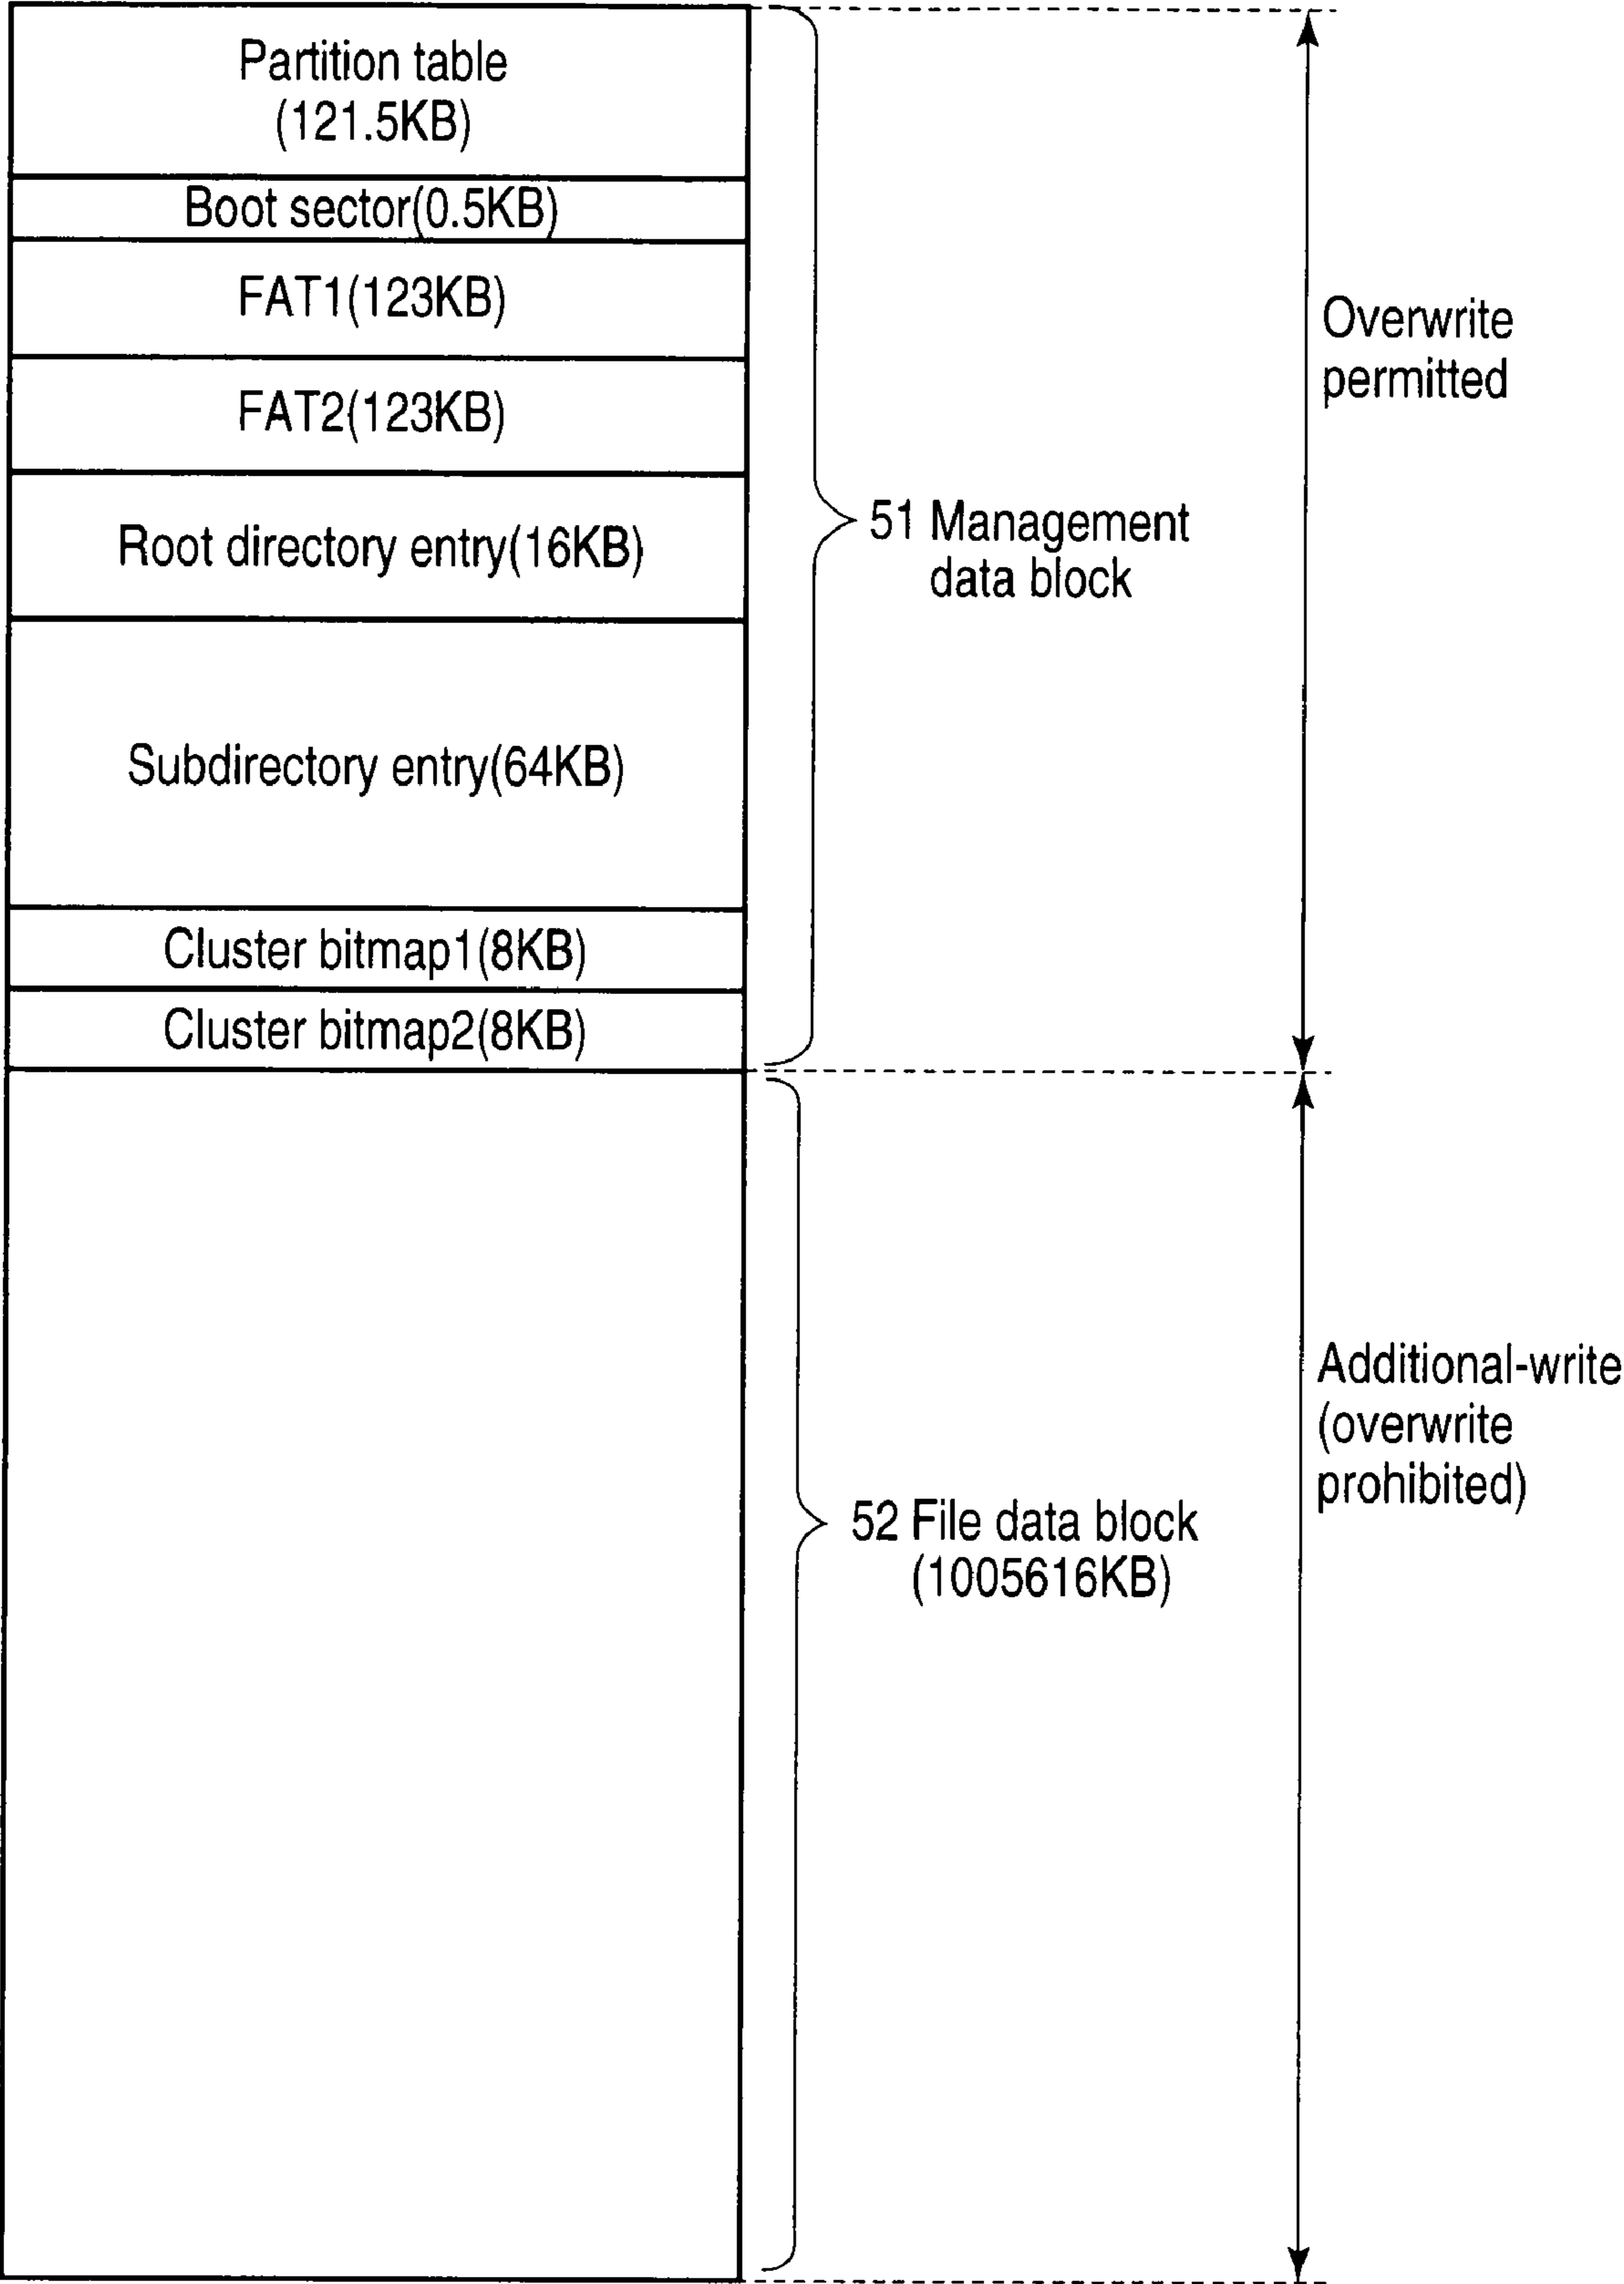 Partition table
(121.5KB)
Boot sector(0.5KB)
FAT1(123KB)
FAT2(123KB)
Root directory entry(16KB)
Subdirectory entry(64KB)
Cluster bitmap1(8KB)
Cluster bitmap2(8KB)
51 Management
data block
Overwrite
permitted
52 File data block
(1005616KB)
Additional-write
(overwrite
prohibited)